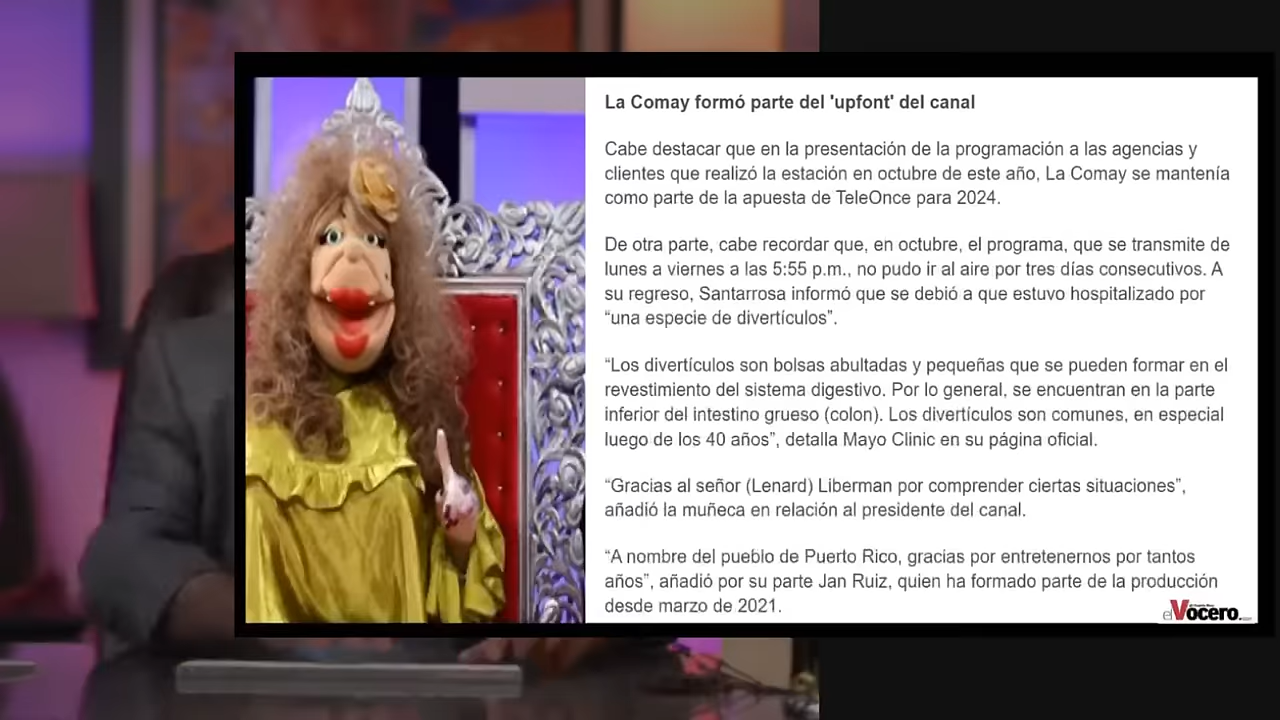 La Comay formó parte del 'upfont' del canal
Cabe destacar que en la presentación de la programación a las agencias y
clientes que realizó la estación en octubre de este año, La Comay se mantenía
como parte de la apuesta de TeleOnce para 2024.
De otra parte, cabe recordar que, en octubre, el programa, que se transmite de
lunes a viernes a las 5:55 p.m., no pudo ir al aire por tres días consecutivos. A
su regreso, Santarrosa informó que se debió a que estuvo hospitalizado por
“una especie de divertículos”.
“Los divertículos son bolsas abultadas y pequeñas que se pueden formar en el
revestimiento del sistema digestivo. Por lo general, se encuentran en la parte
inferior del intestino grueso (colon). Los divertículos son comunes, en especial
luego de los 40 años”, detalla Mayo Clinic en su página oficial.
“Gracias al señor (Lenard) Liberman por comprender ciertas situaciones”,
añadió la muñeca en relación al presidente del canal.
“A nombre del pueblo de Puerto Rico, gracias por entretenernos por tantos
años”, añadió por su parte Jan Ruiz, quien ha formado parte de la producción
desde marzo de 2021.
el Vocero